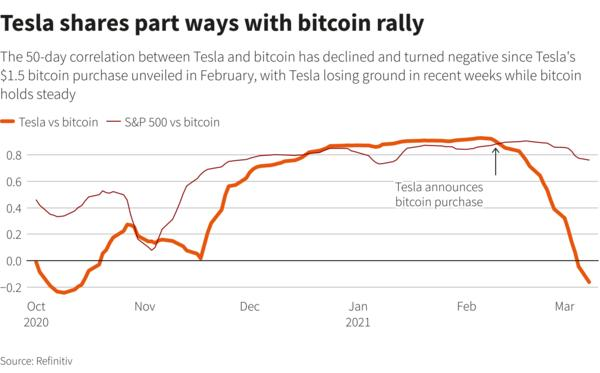 Tesla shares part ways with bitcoin rally
The 50-day correlation between Tesla and bitcoin has declined and turned negative since Tesla's
$1.5 bitcoin purchase unveiled in February, with Tesla losing ground in recent weeks while bitcoin
holds steady
Tesla vs bitcoin S&P 500 vs bitcoin
0.8
0.6
Tesla announces
bitcoin purchase
0.4
0.2
0.0
−0.2
Oct Nov Dec Jan Feb Mar
2020 2021
Source: Refinitiv